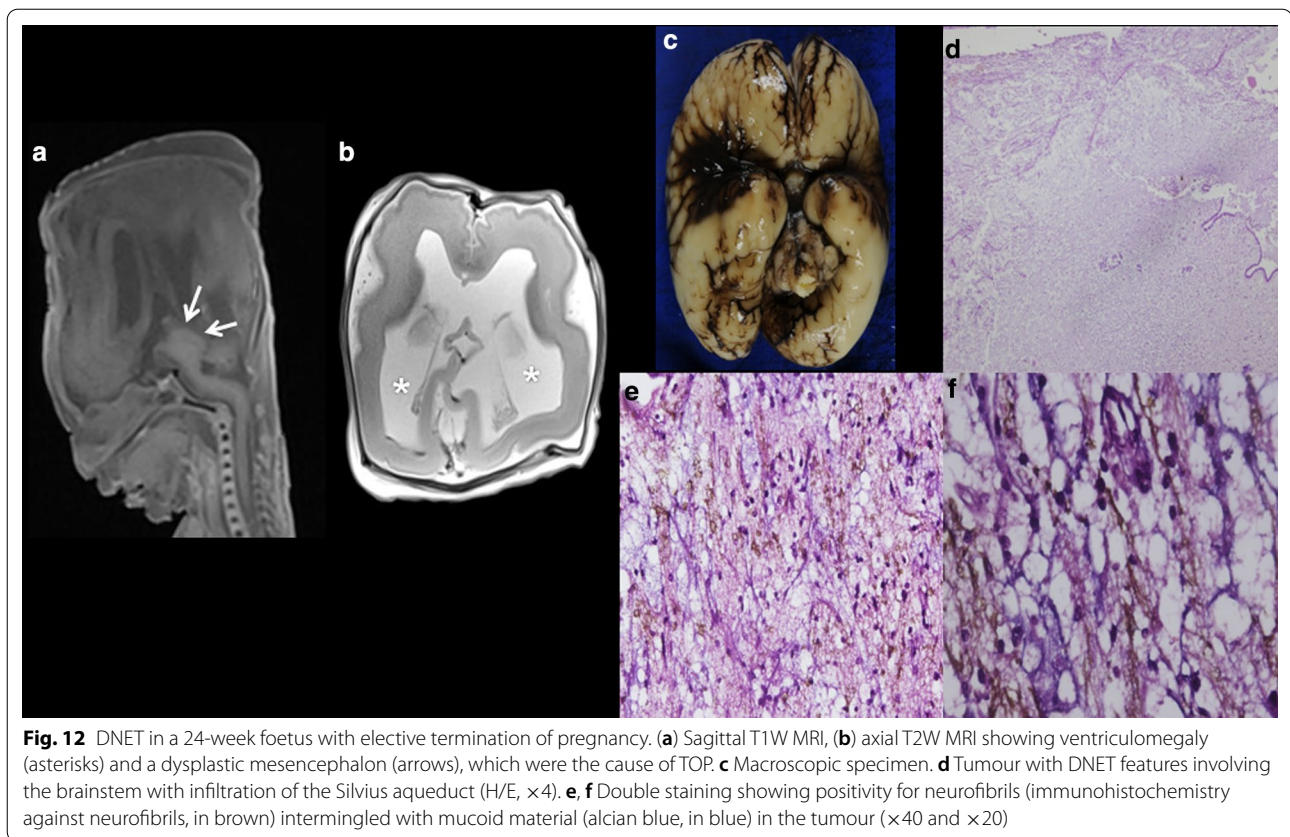 a
b
*
*
c
d
e
f
Fig. 12 DNET in a 24-week foetus with elective termination of pregnancy. (a) Sagittal T1W MRI, (b) axial T2W MRI showing ventriculomegaly
(asterisks) and a dysplastic mesencephalon (arrows), which were the cause of TOP. c Macroscopic specimen. d Tumour with DNET features involving
the brainstem with infiltration of the Silvius aqueduct (H/E, ×4). e, f Double staining showing positivity for neurofibrils (immunohistochemistry
against neurofibrils, in brown) intermingled with mucoid material (alcian blue, in blue) in the tumour (×40 and ×20)